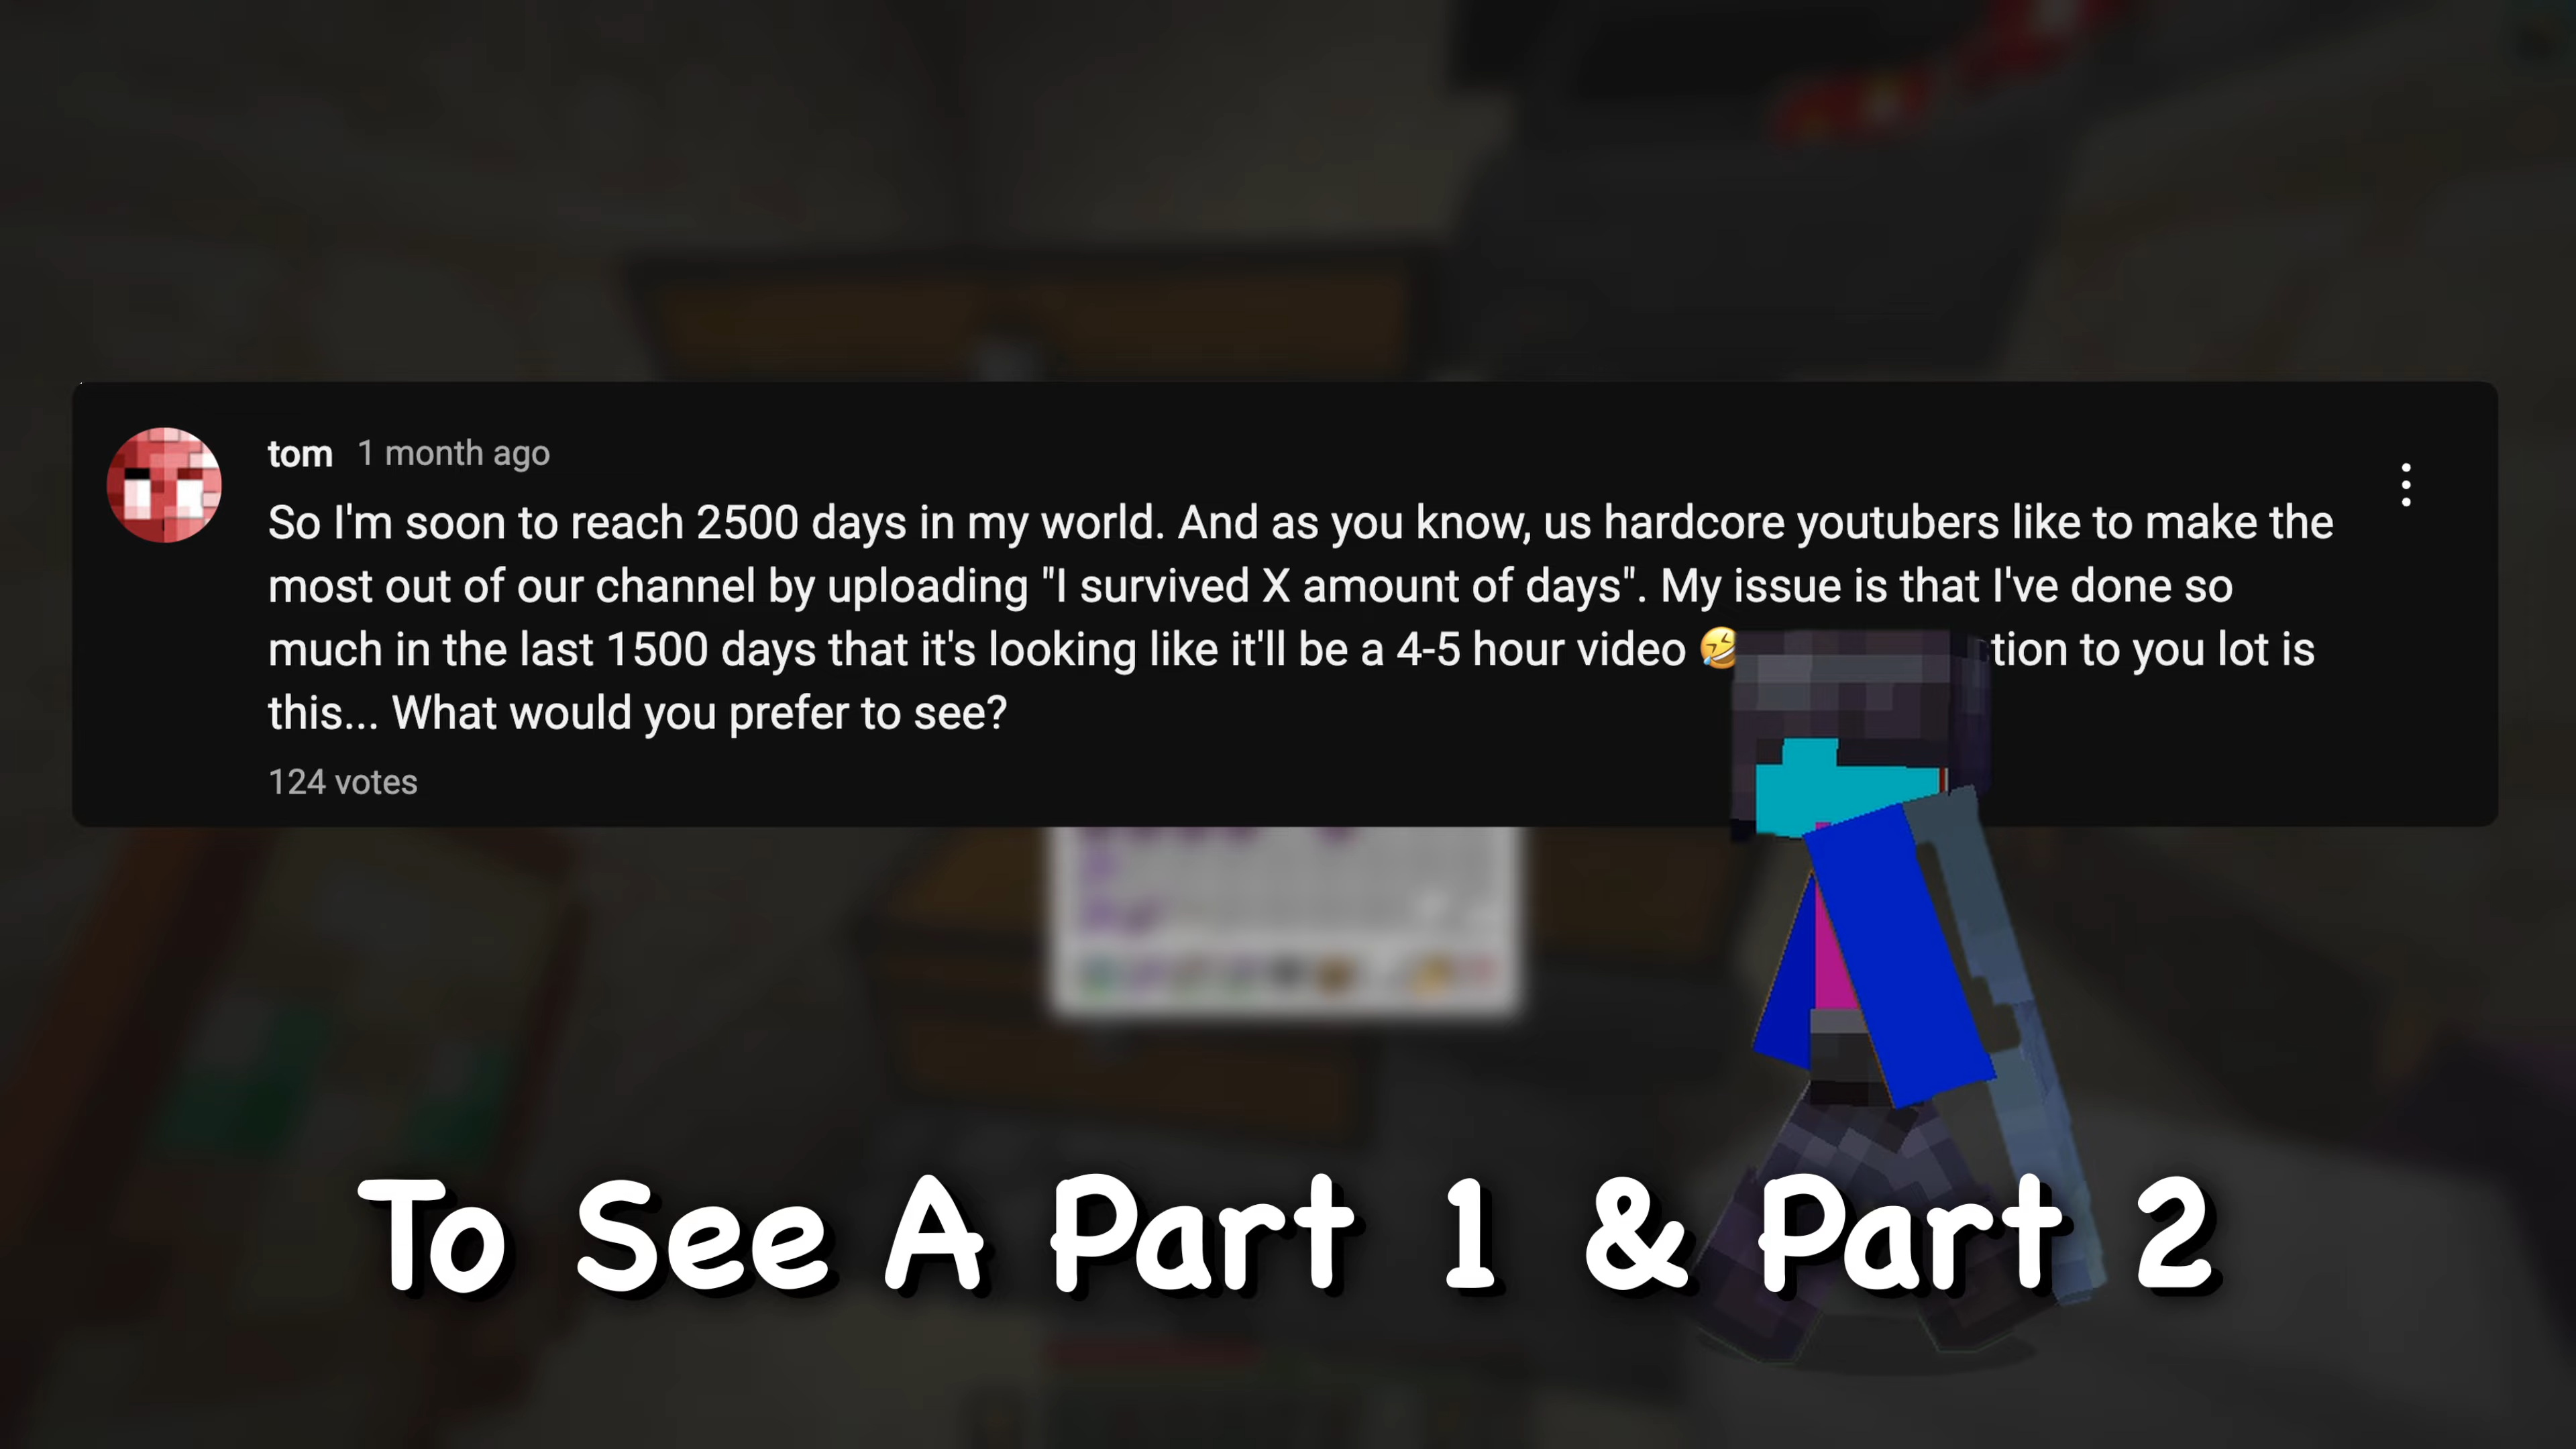 tom 1 month ago
So I'm soon to reach 2500 days in my world. And as you know, us hardcore youtubers like to make the
most out of our channel by uploading "I survived X amount of days". My issue is that I've done so
much in the last 1500 days that it's looking like it'll be a 4-5 hour video 🤣 tion to you lot is
this... What would you prefer to see?
124 votes
To See A Part 1 & Part 2